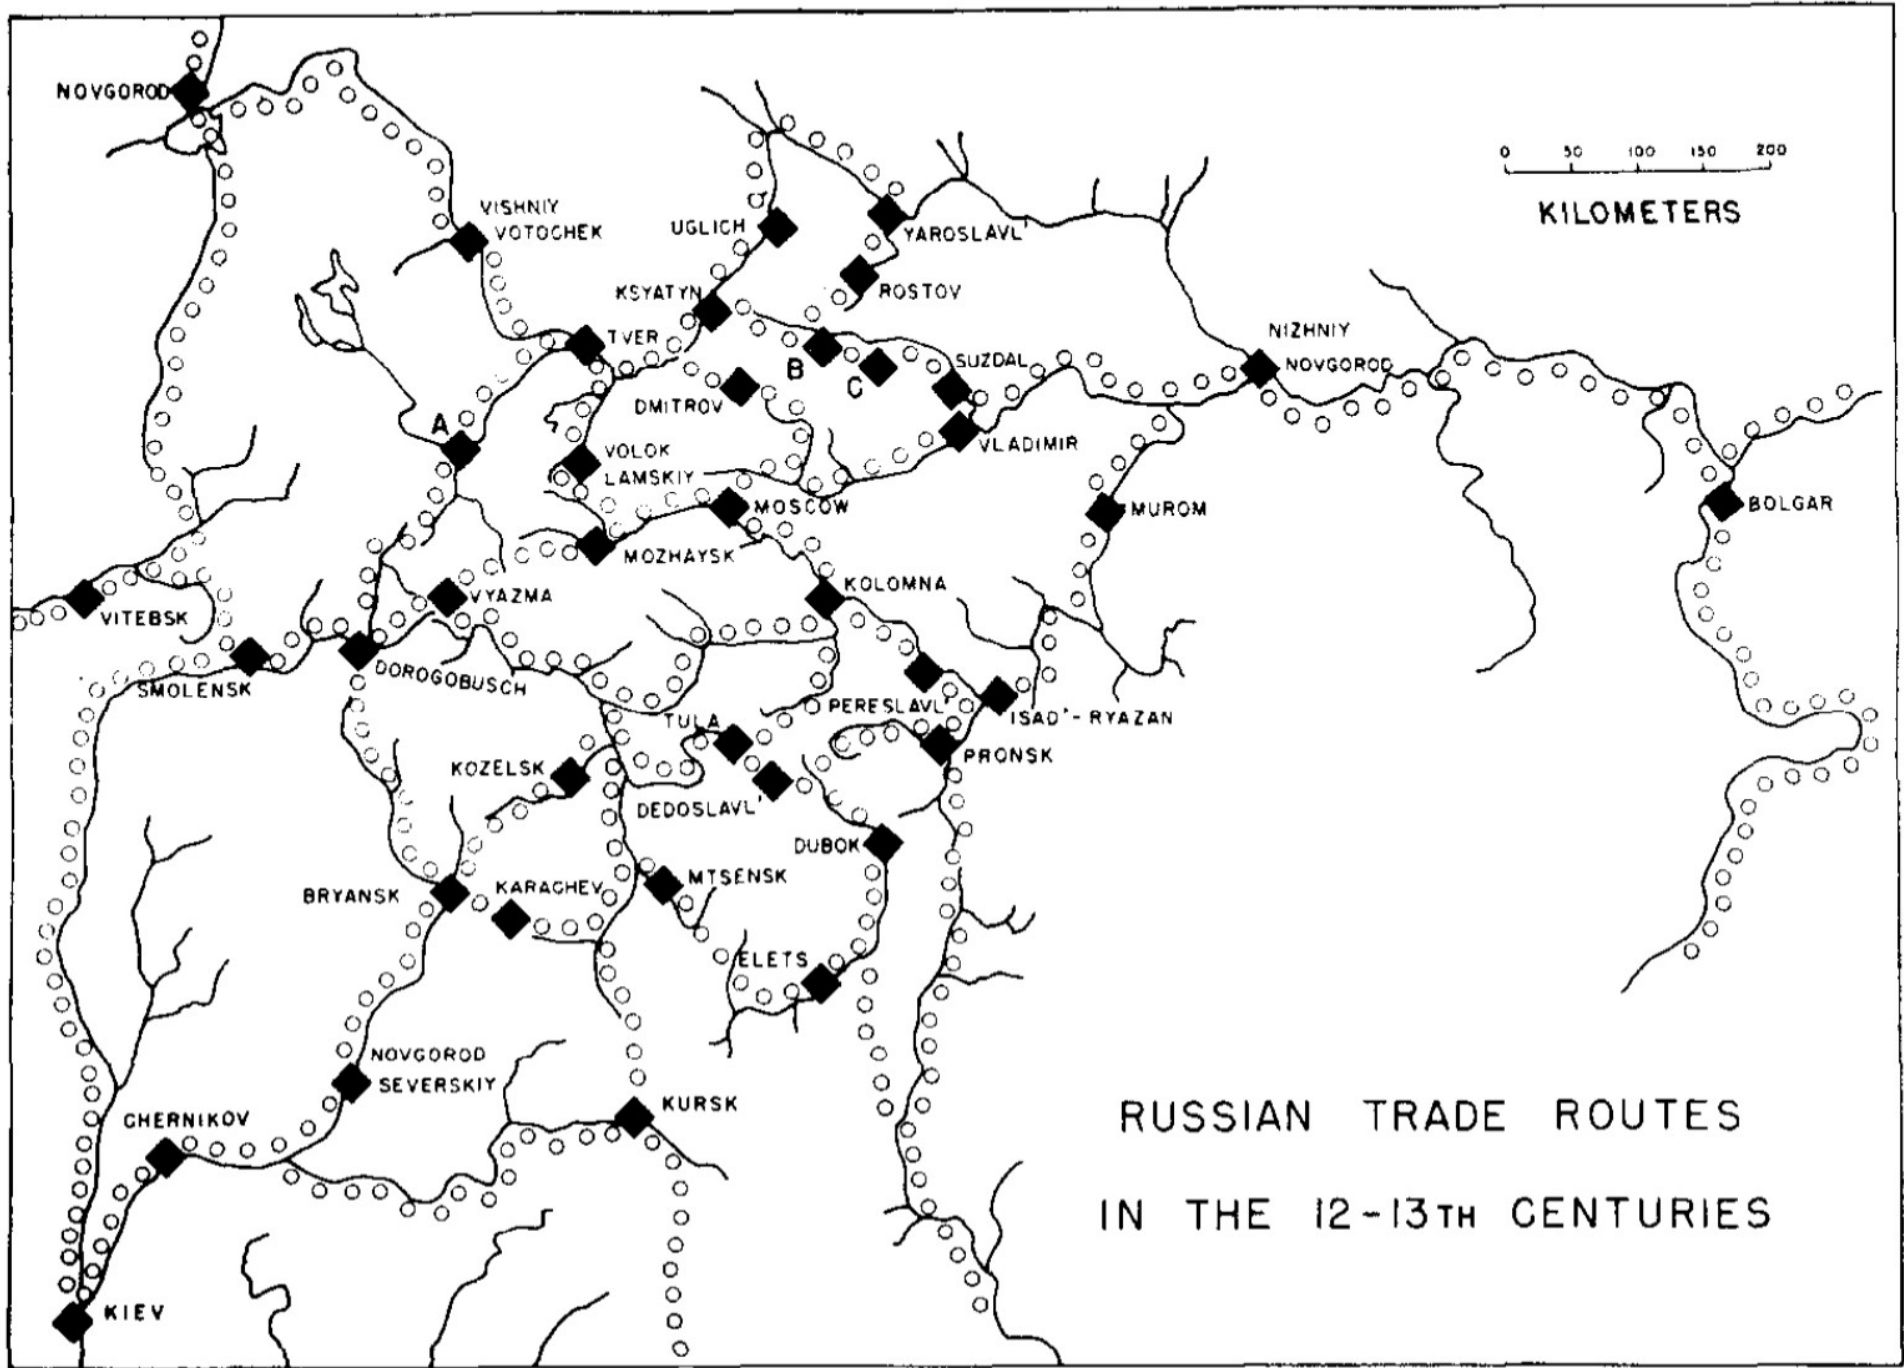 NOVGOROD
VISHNIY
VOTOCHEK
UGLICH
YAROSLAVL'
0 50 100 150 200
KILOMETERS
KSYATYN
ROSTOV
TVER
NIZHNIY
NOVGOROD
B
C
SUZDAL
DMITROV
A
VLADIMIR
VOLOK
LAMSKIY
MOSCOW
MUROM
BOLGAR
MOZHAYSK
KOLOMNA
VYAZMA
VITEBSK
SMOLENSK
DOROGOBUSCH
PERESLAVL'
ISAD'-RYAZAN
TULA
PRONSK
KOZELSK
DEDOSLAVL'
DUBOK
MTSENSK
BRYANSK
KARACHEV
ELETS
NOVGOROD
SEVERSKIY
KURSK
CHERNIKOV
KIEV
RUSSIAN TRADE ROUTES
IN THE 12-13TH CENTURIES